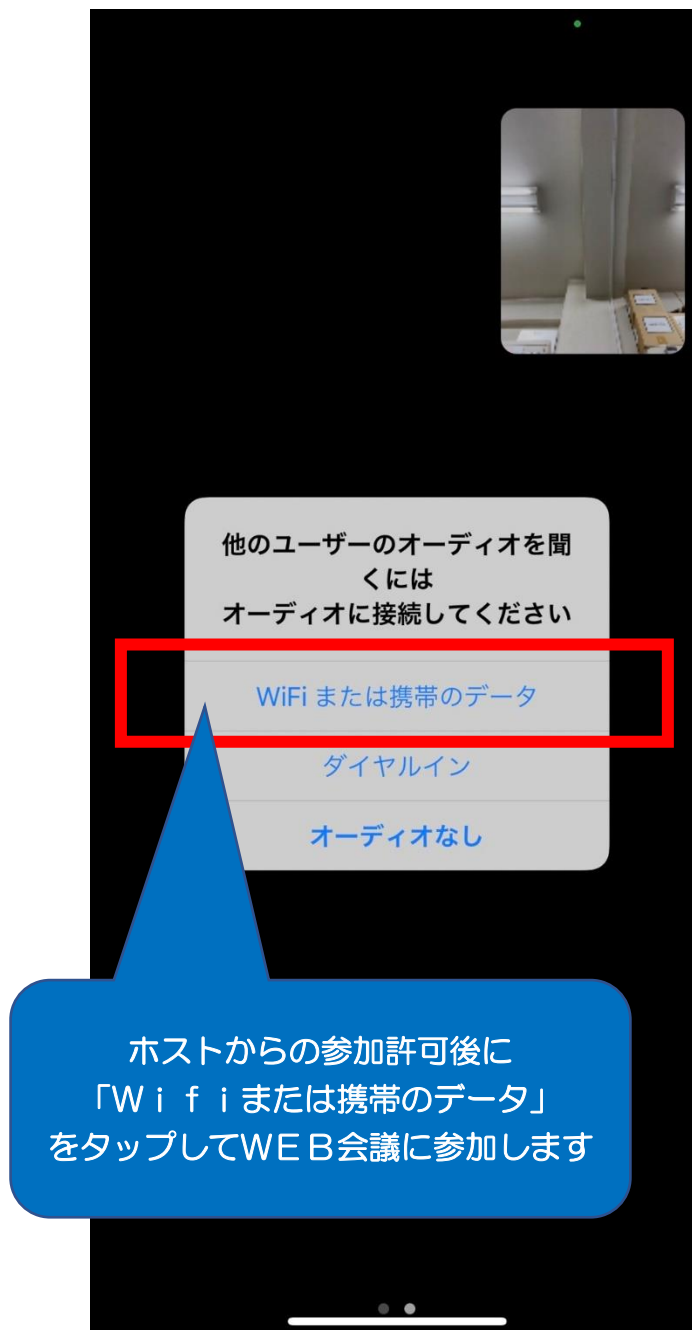 他のユーザーのオーディオを聞
くには
オーディオに接続してください
WiFi または携帯のデータ
ダイヤルイン
オーディオなし
ホストからの参加許可後に
「Ｗｉｆｉまたは携帯のデータ」
をタップしてＷＥＢ会議に参加します